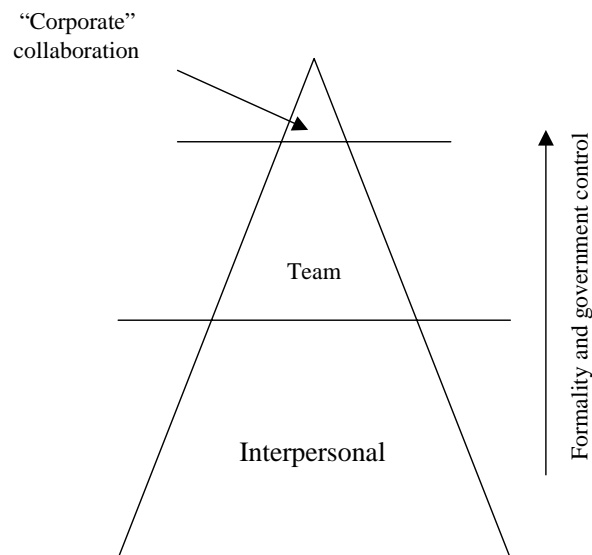 “Corporate”
collaboration
Team
Interpersonal
Formality and government control